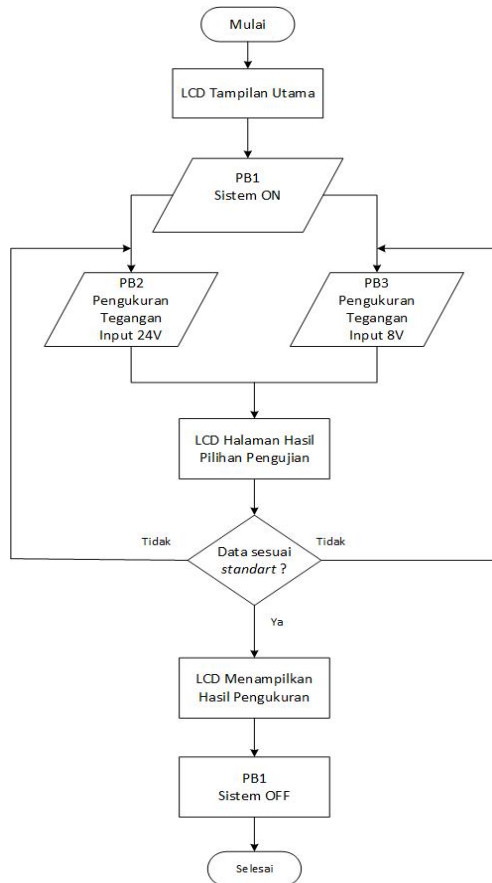 Mulai
LCD Tampilan Utama
PB1
Sistem ON
PB2
Pengukuran
Tegangan
Input 24V
PB3
Pengukuran
Tegangan
Input 8V
LCD Halaman Hasil
Pilihan Pengujian
Tidak
Data sesuai
standart ?
Tidak
Ya
LCD Menampilkan
Hasil Pengukuran
PB1
Sistem OFF
Selesai